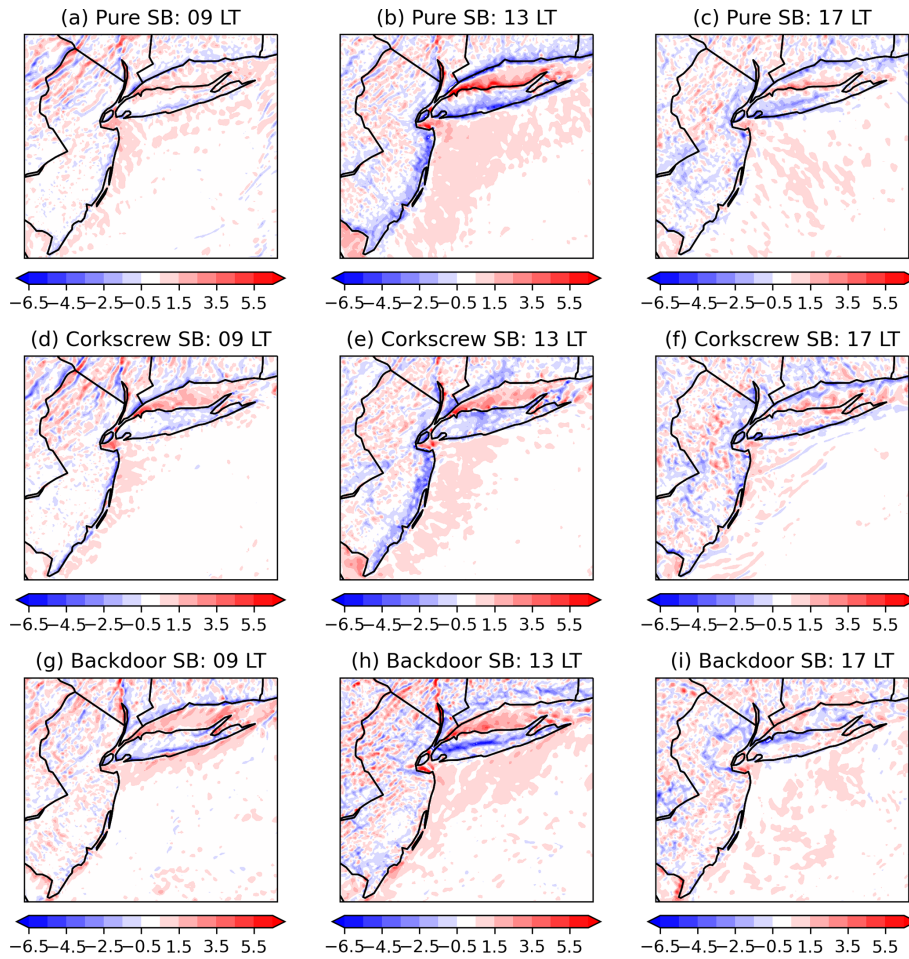 (a) Pure SB: 09 LT (b) Pure SB: 13 LT (c) Pure SB: 17 LT
−6.5−4.5−2.5−0.5 1.5 3.5 5.5 −6.5−4.5−2.5−0.5 1.5 3.5 5.5 −6.5−4.5−2.5−0.5 1.5 3.5 5.5
(d) Corkscrew SB: 09 LT (e) Corkscrew SB: 13 LT (f) Corkscrew SB: 17 LT
−6.5−4.5−2.5−0.5 1.5 3.5 5.5 −6.5−4.5−2.5−0.5 1.5 3.5 5.5 −6.5−4.5−2.5−0.5 1.5 3.5 5.5
(g) Backdoor SB: 09 LT (h) Backdoor SB: 13 LT (i) Backdoor SB: 17 LT
−6.5−4.5−2.5−0.5 1.5 3.5 5.5 −6.5−4.5−2.5−0.5 1.5 3.5 5.5 −6.5−4.5−2.5−0.5 1.5 3.5 5.5